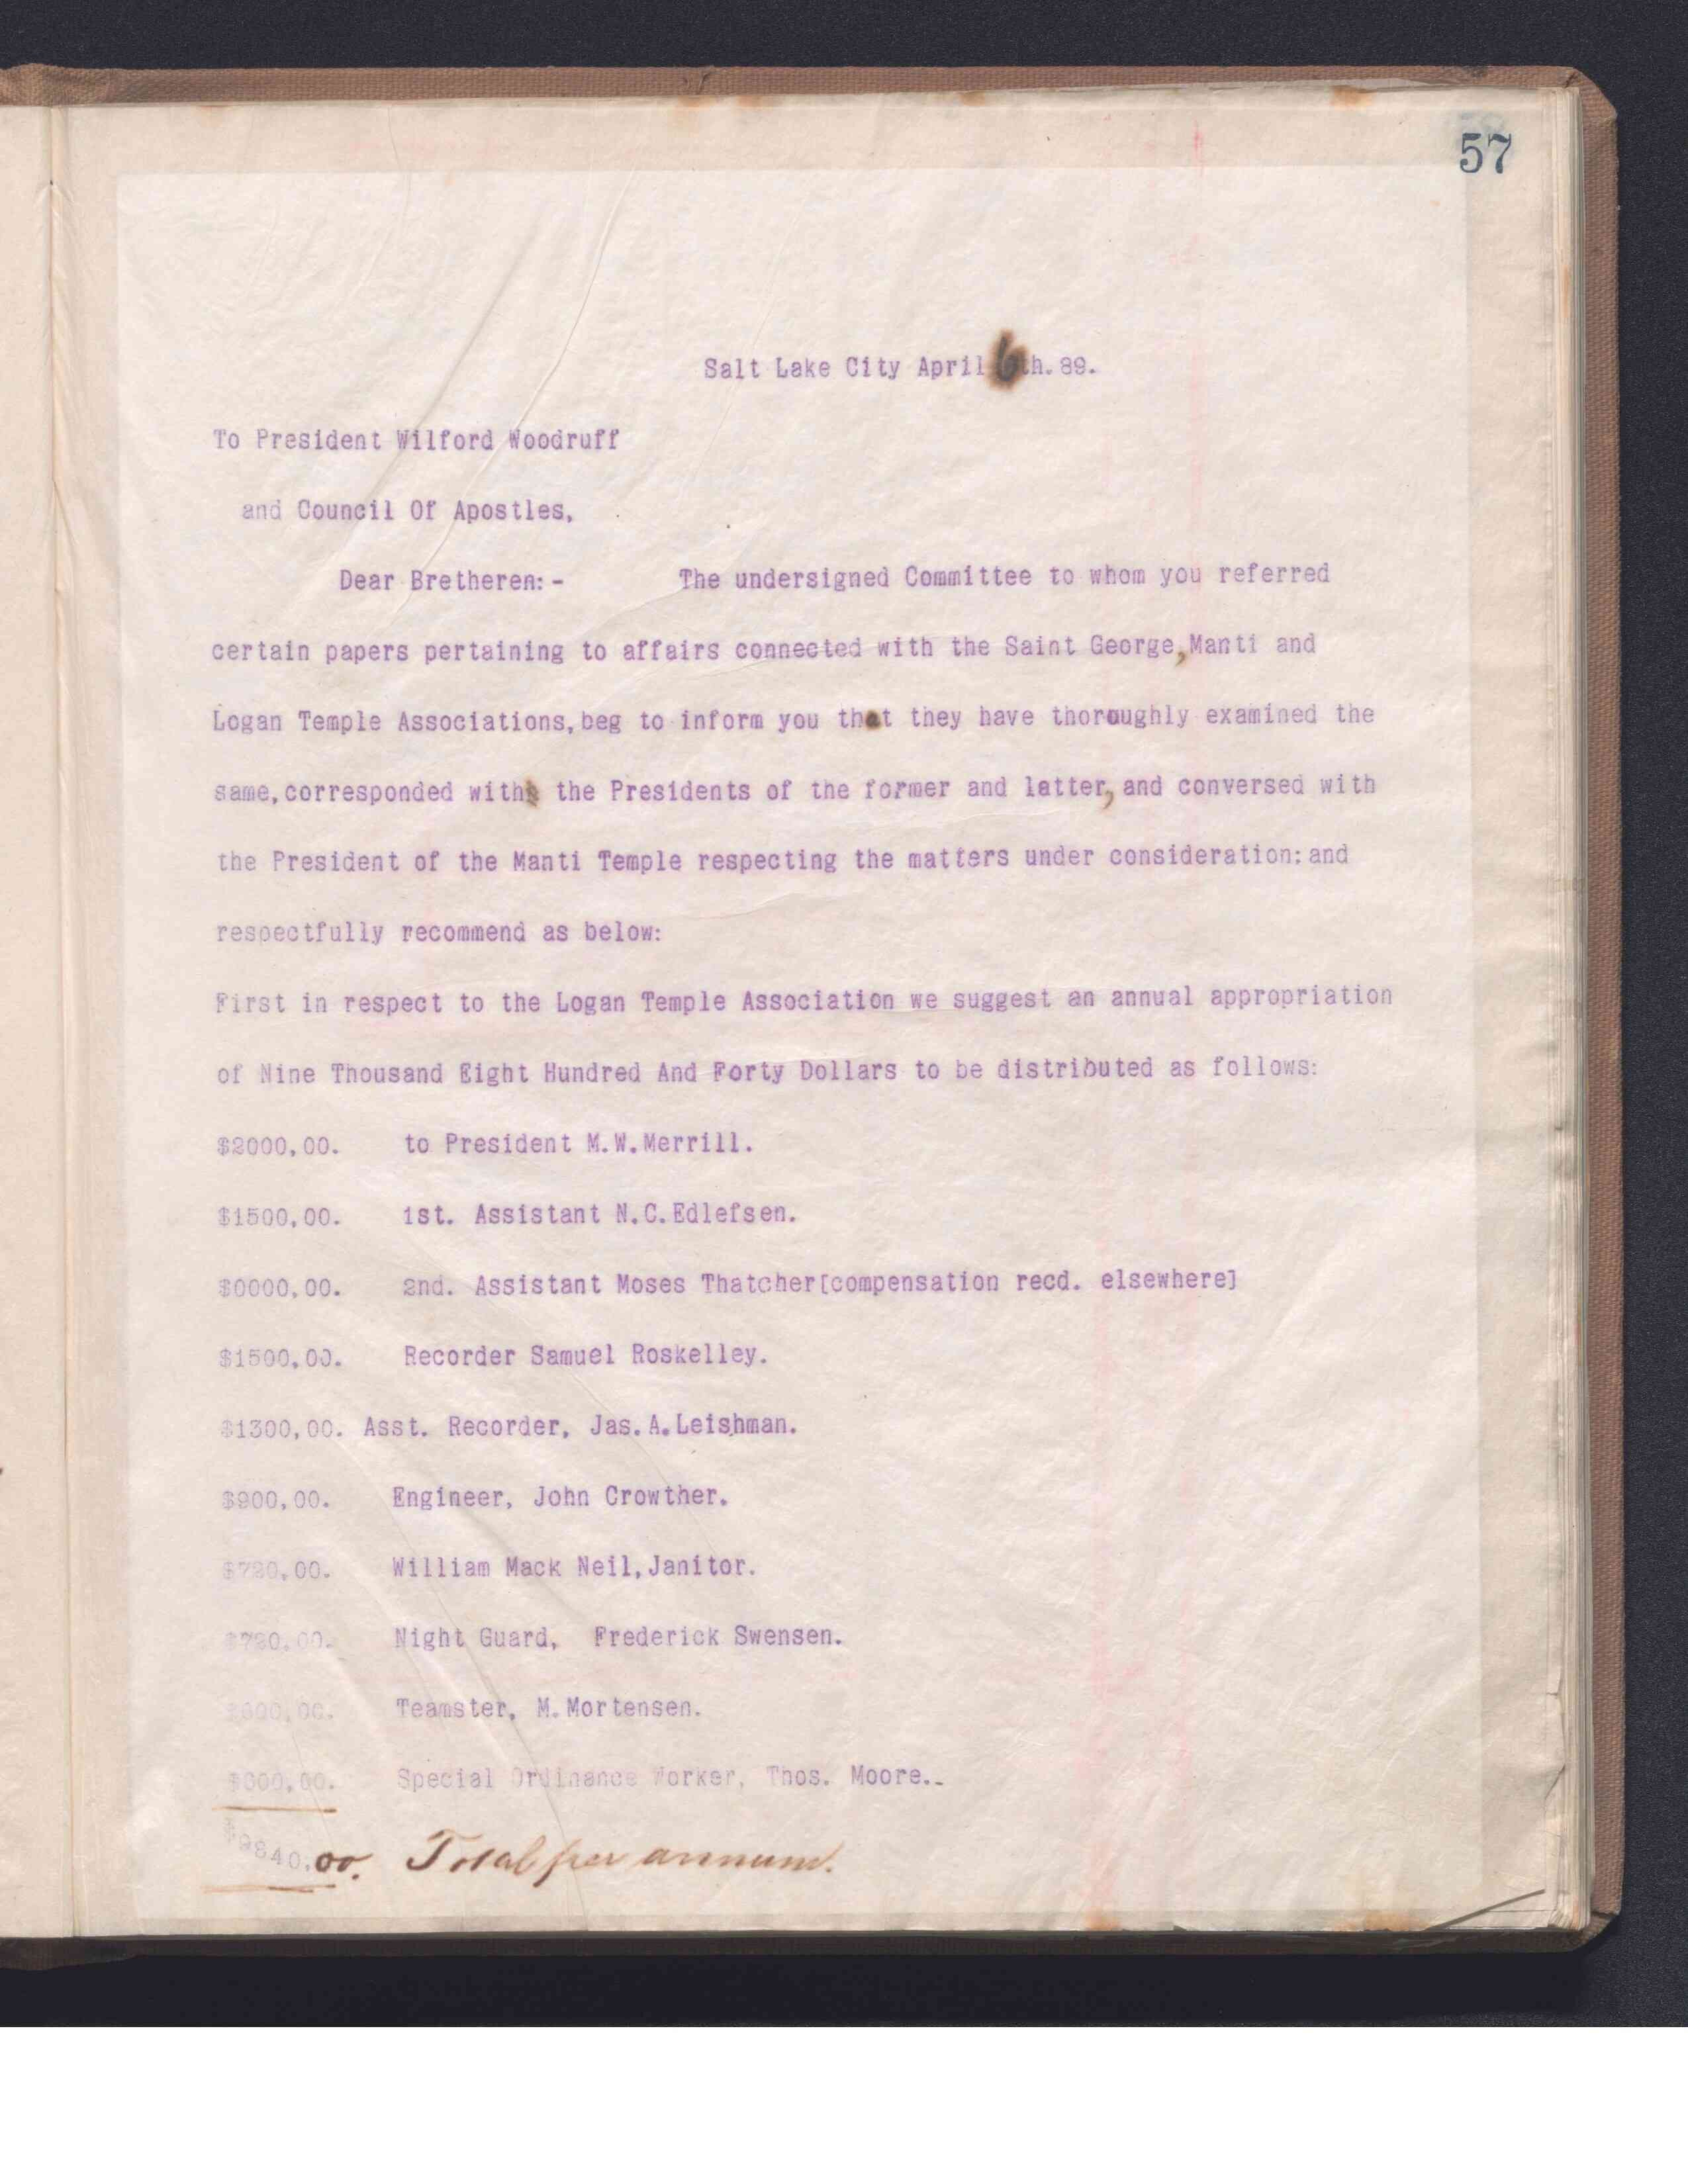 57
Salt Lake City April 6th. 89.
To President Wilford Woodruff
and Council Of Apostles,
Dear Bretheren:- The undersigned Committee to whom you referred
certain papers pertaining to affairs connected with the Saint George, Manti and
Logan Temple Associations, beg to inform you that they have thoroughly examined the
same, corresponded with the Presidents of the former and latter, and conversed with
the President of the Manti Temple respecting the matters under consideration: and
respectfully recommend as below:
First in respect to the Logan Temple Association we suggest an annual appropriation
of Nine Thousand Eight Hundred And Forty Dollars to be distributed as follows:
$2000,00. to President M.W.Merrill.
$1500,00. 1st. Assistant N.C.Edlefsen.
$0000,00. 2nd. Assistant Moses Thatcher[compensation recd. elsewhere]
$1500,00. Recorder Samuel Roskelley.
$1300,00. Asst. Recorder, Jas.A.Leishman.
$900,00. Engineer, John Crowther.
$720,00. William Mack Neil, Janitor.
$720,00. Night Guard, Frederick Swensen.
$600,00. Teamster, M.Mortensen.
$600,00. Special Ordinance Worker, Thos. Moore.
$9840,00. Total per annum.